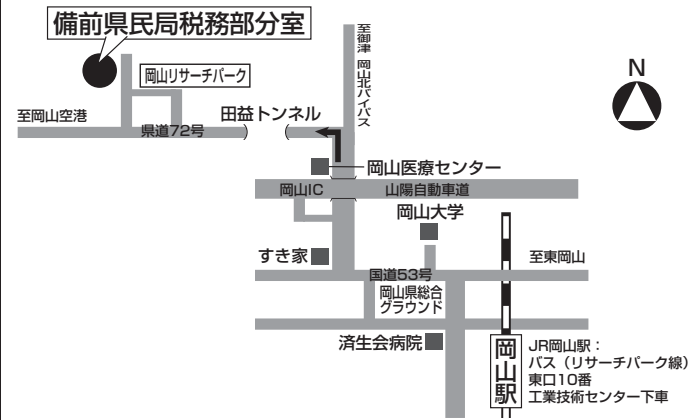 備前県民局税務部分室
岡山リサーチパーク
至御津 岡山北バイパス
N
至岡山空港
田益トンネル
県道72号
岡山医療センター
岡山IC
山陽自動車道
岡山大学
すき家
至東岡山
国道53号
岡山県総合
グラウンド
済生会病院
岡山駅
JR岡山駅：
バス（リサーチパーク線）
東口10番
工業技術センター下車